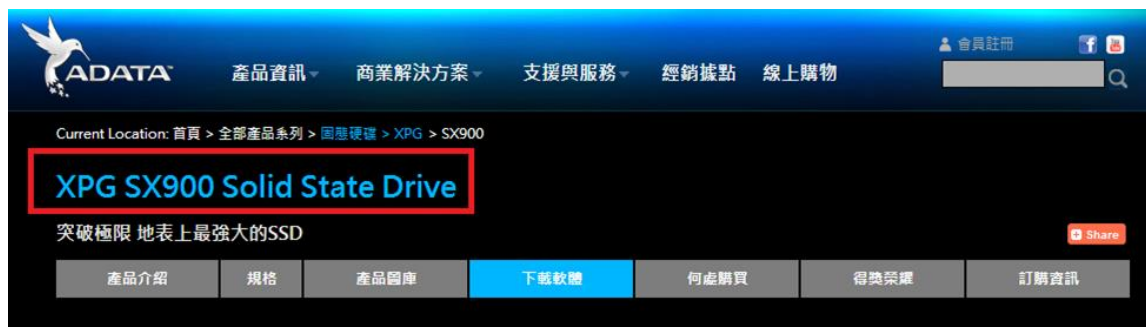 會員註冊
ADATA 產品資訊 商業解決方案 支援與服務 經銷據點 線上購物
Current Location: 首頁 > 全部產品系列 > 固態硬碟 > XPG > SX900
XPG SX900 Solid State Drive
突破極限 地表上最強大的SSD
Share
產品介紹 規格 產品圖庫 下載軟體 何處購買 得獎榮耀 訂購資訊